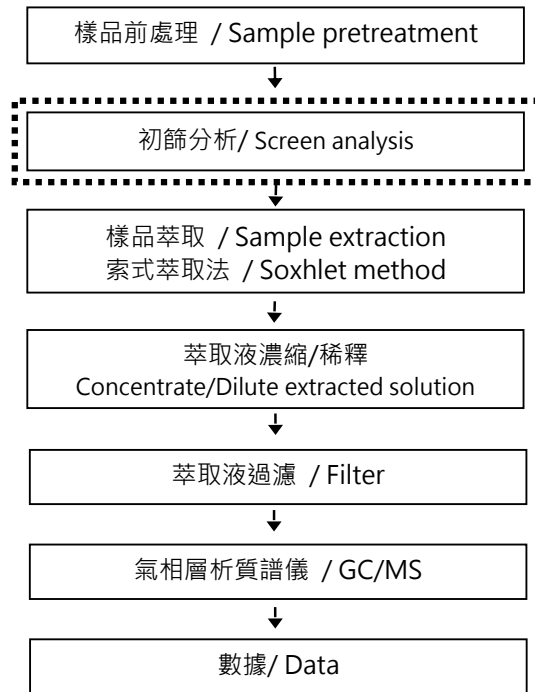 樣品前處理 / Sample pretreatment
初篩分析/ Screen analysis
樣品萃取 / Sample extraction
索式萃取法 / Soxhlet method
萃取液濃縮/稀釋
Concentrate/Dilute extracted solution
萃取液過濾 / Filter
氣相層析質譜儀 / GC/MS
數據/ Data